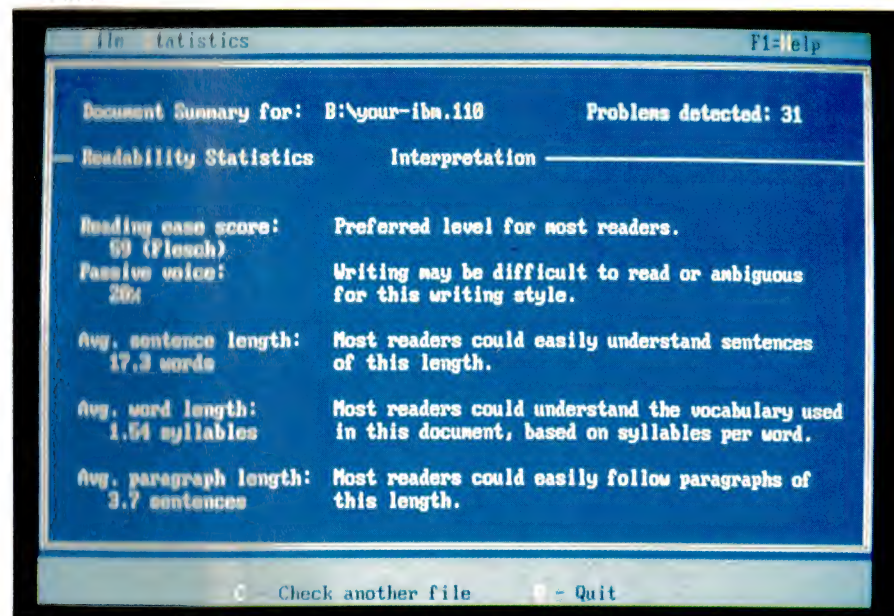 File Statistics F1=Help
Document Summary for: B:\your-ibm.110 Problems detected: 31
Readability Statistics Interpretation
Reading ease score: Preferred level for most readers.
59 (Flesch)
Passive voice: Writing may be difficult to read or ambiguous
20% for this writing style.
Avg. sentence length: Most readers could easily understand sentences
17.3 words of this length.
Avg. word length: Most readers could understand the vocabulary used
1.54 syllables in this document, based on syllables per word.
Avg. paragraph length: Most readers could easily follow paragraphs of
3.7 sentences this length.
C - Check another file - Quit